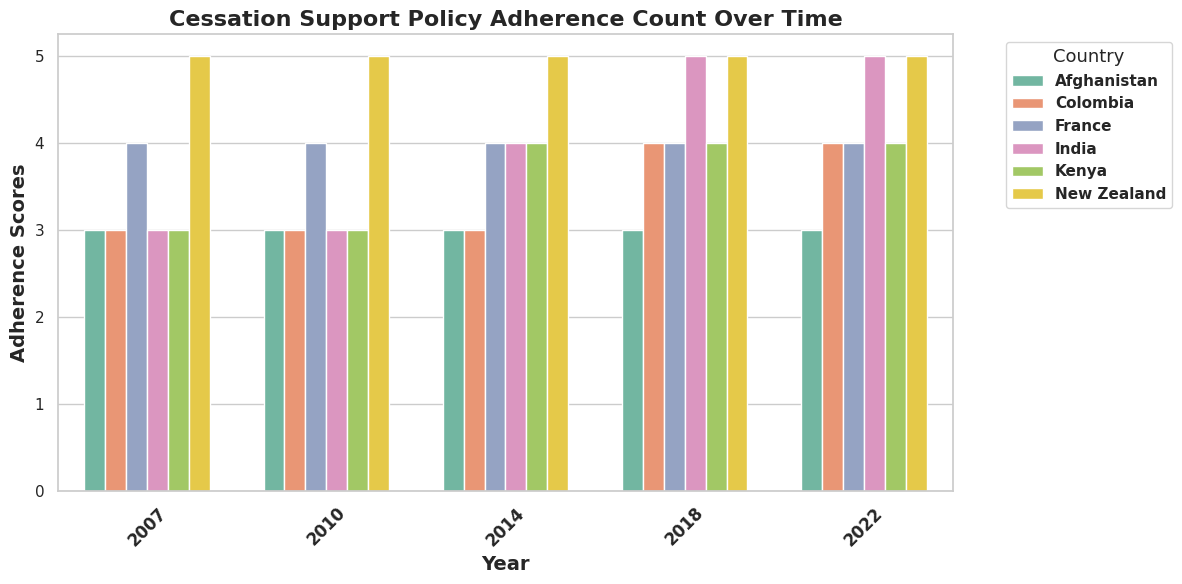 Cessation Support Policy Adherence Count Over Time
Adherence Scores
5
4
3
2
1
0
2007
2010
2014
2018
2022
Year
Country
Afghanistan
Colombia
France
India
Kenya
New Zealand